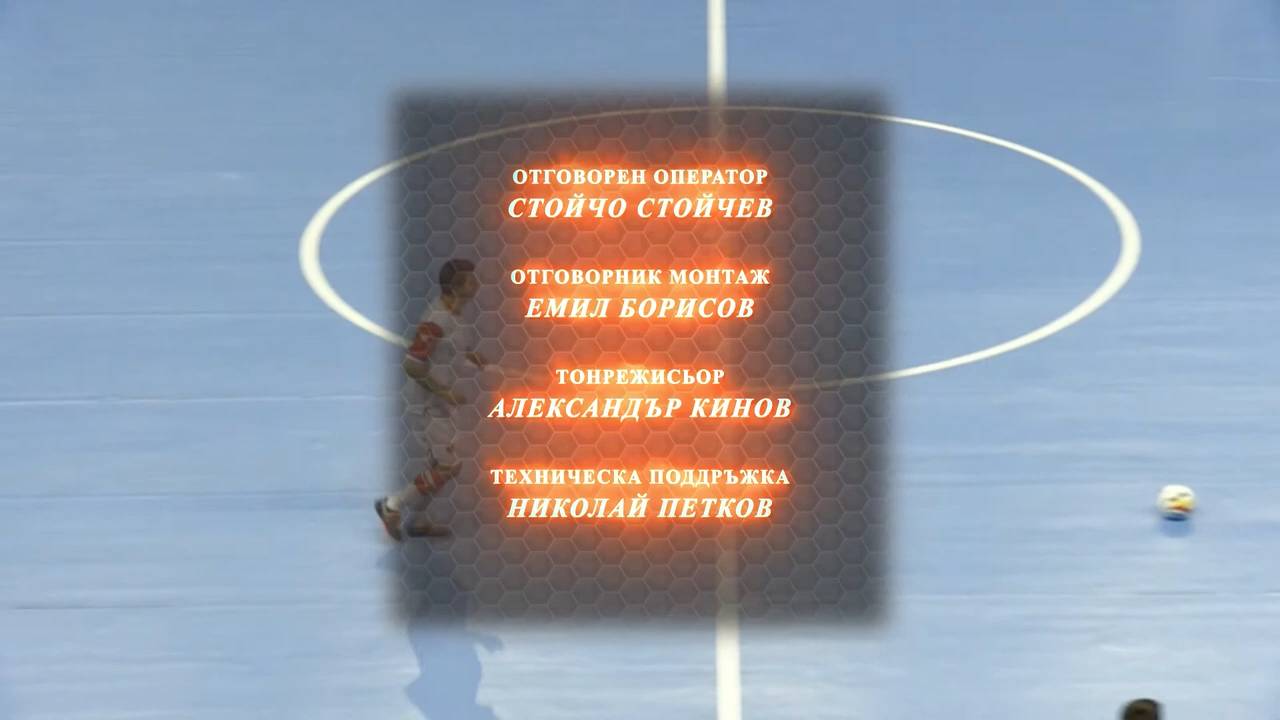 ОТГОВОРЕН ОПЕРАТОР
СТОЙЧО СТОЙЧЕВ
ОТГОВОРНИК МОНТАЖ
ЕМИЛ БОРИСОВ
ТОНРЕЖИСЬОР
АЛЕКСАНДЪР КИНОВ
ТЕХНИЧЕСКА ПОДДРЪЖКА
НИКОЛАЙ ПЕТКОВ